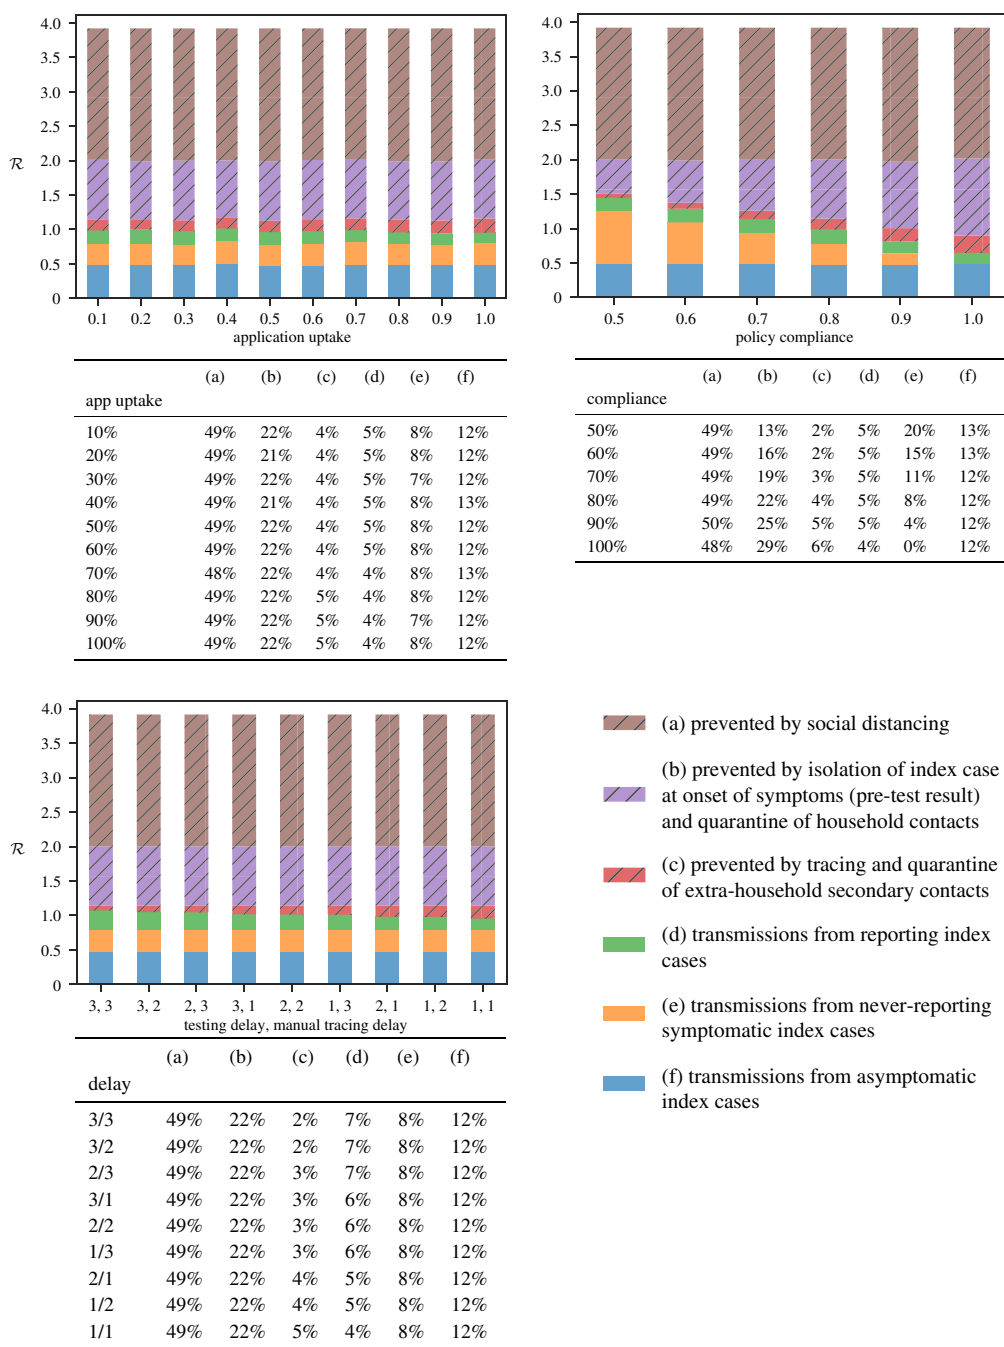 4.0
3.5
3.0
2.5
ℛ 2.0
1.5
1.0
0.5
0
0.1 0.2 0.3 0.4 0.5 0.6 0.7 0.8 0.9 1.0
application uptake
(a) (b) (c) (d) (e) (f)
app uptake
10% 49% 22% 4% 5% 8% 12%
20% 49% 21% 4% 5% 8% 12%
30% 49% 22% 4% 5% 7% 12%
40% 49% 21% 4% 5% 8% 13%
50% 49% 22% 4% 5% 8% 12%
60% 49% 22% 4% 5% 8% 12%
70% 48% 22% 4% 4% 8% 13%
80% 49% 22% 5% 4% 8% 12%
90% 49% 22% 5% 4% 7% 12%
100% 49% 22% 5% 4% 8% 12%
4.0
3.5
3.0
2.5
2.0
1.5
1.0
0.5
0
0.5 0.6 0.7 0.8 0.9 1.0
policy compliance
(a) (b) (c) (d) (e) (f)
compliance
50% 49% 13% 2% 5% 20% 13%
60% 49% 16% 2% 5% 15% 13%
70% 49% 19% 3% 5% 11% 12%
80% 49% 22% 4% 5% 8% 12%
90% 50% 25% 5% 5% 4% 12%
100% 48% 29% 6% 4% 0% 12%
4.0
3.5
3.0
2.5
ℛ 2.0
1.5
1.0
0.5
0
3, 3 3, 2 2, 3 3, 1 2, 2 1, 3 2, 1 1, 2 1, 1
testing delay, manual tracing delay
(a) (b) (c) (d) (e) (f)
delay
3/3 49% 22% 2% 7% 8% 12%
3/2 49% 22% 2% 7% 8% 12%
2/3 49% 22% 3% 7% 8% 12%
3/1 49% 22% 3% 6% 8% 12%
2/2 49% 22% 3% 6% 8% 12%
1/3 49% 22% 3% 6% 8% 12%
2/1 49% 22% 4% 5% 8% 12%
1/2 49% 22% 4% 5% 8% 12%
1/1 49% 22% 5% 4% 8% 12%
(a) prevented by social distancing
(b) prevented by isolation of index case
at onset of symptoms (pre-test result)
and quarantine of household contacts
(c) prevented by tracing and quarantine
of extra-household secondary contacts
(d) transmissions from reporting index
cases
(e) transmissions from never-reporting
symptomatic index cases
(f) transmissions from asymptomatic
index cases